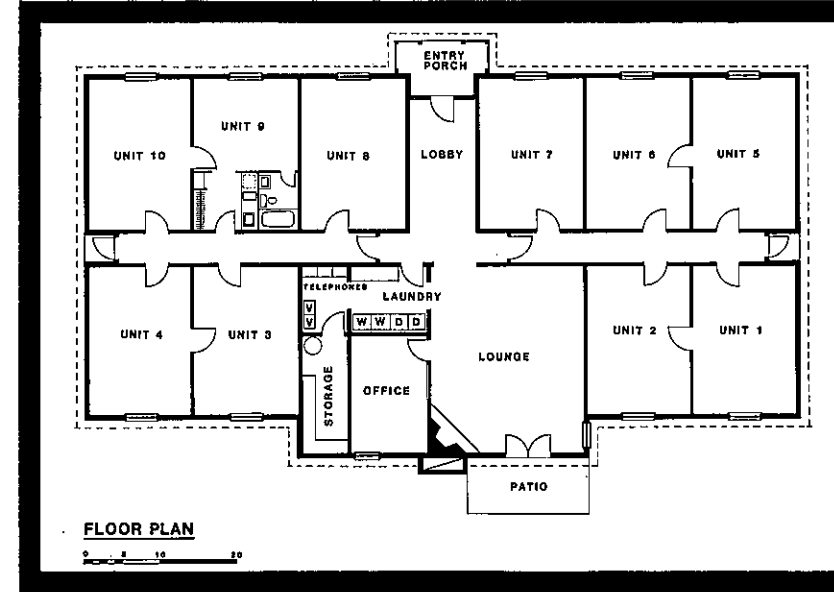 ENTRY
PORCH
UNIT 10
UNIT 9
UNIT 8
LOBBY
UNIT 7
UNIT 6
UNIT 5
TELEPHONES
LAUNDRY
V
V
W W D D
UNIT 4
UNIT 3
STORAGE
OFFICE
LOUNGE
UNIT 2
UNIT 1
PATIO
FLOOR PLAN
0 5 10 20